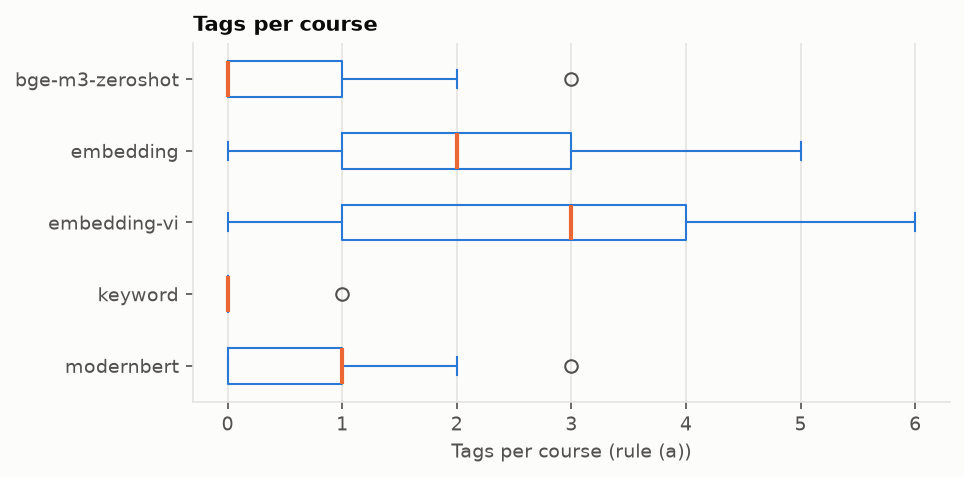 Tags per course
bge-m3-zeroshot
embedding
embedding-vi
keyword
modernbert
0 1 2 3 4 5 6
Tags per course (rule (a))